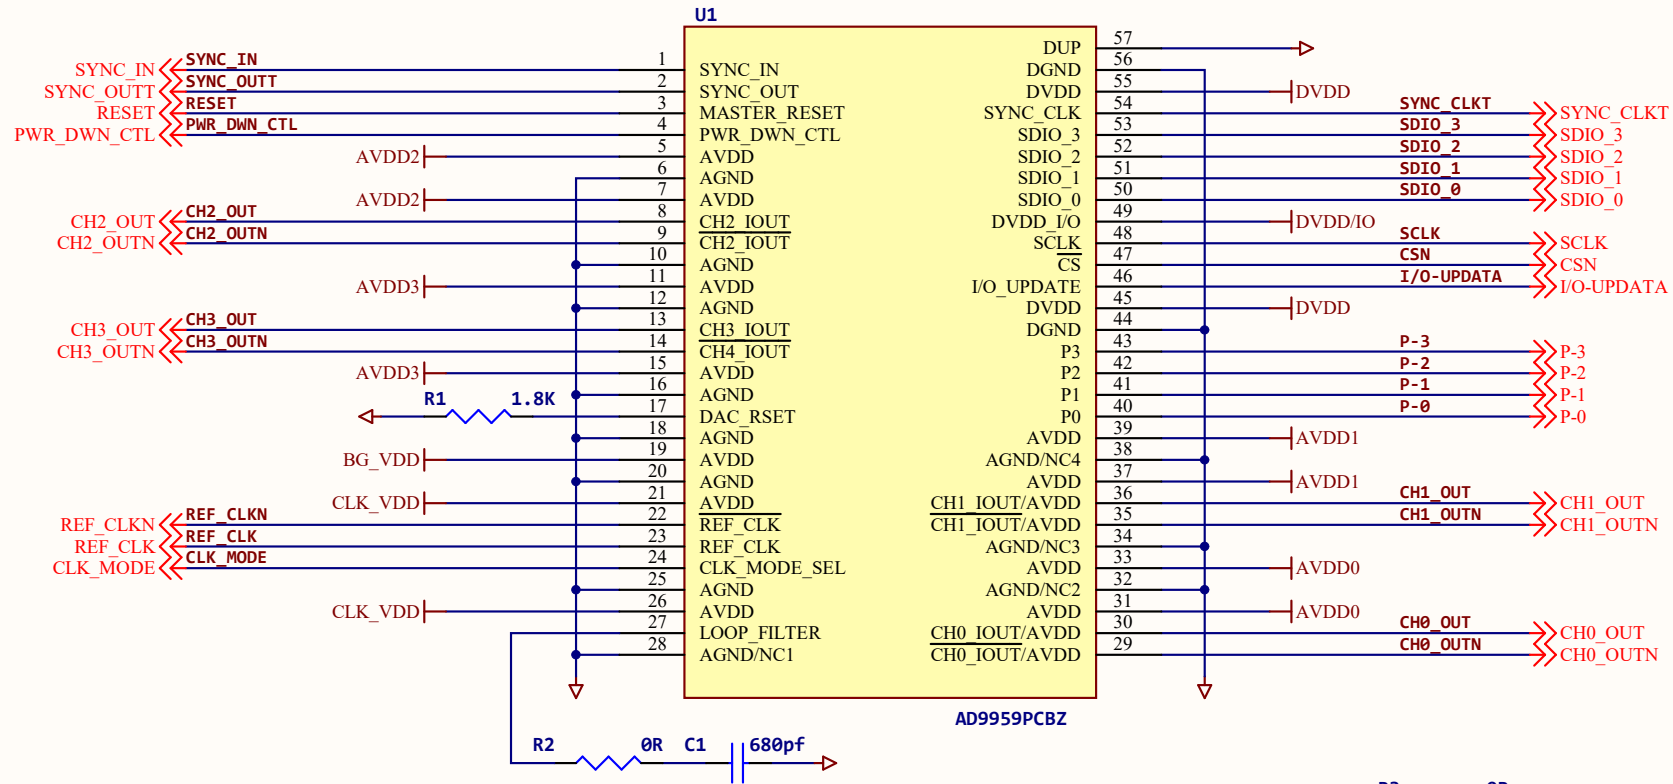 U1
SYNC_IN SYNC_IN 1 SYNC_IN
SYNC_OUTT SYNC_OUTT 2 SYNC_OUT
RESET RESET 3 MASTER_RESET
PWR_DWN_CTL PWR_DWN_CTL 4 PWR_DWN_CTL
AVDD2 5 AVDD
6 AGND
AVDD2 7 AVDD
CH2_OUT CH2_OUT 8 CH2_IOUT
CH2_OUTN CH2_OUTN 9 CH2_IOUT
10 AGND
AVDD3 11 AVDD
12 AGND
CH3_OUT CH3_OUT 13 CH3_IOUT
CH3_OUTN CH3_OUTN 14 CH4_IOUT
AVDD3 15 AVDD
16 AGND
R1 1.8K 17 DAC_RSET
18 AGND
BG_VDD 19 AVDD
20 AGND
CLK_VDD 21 AVDD
REF_CLKN REF_CLKN 22 REF_CLK
REF_CLK REF_CLK 23 REF_CLK
CLK_MODE CLK_MODE 24 CLK_MODE_SEL
25 AGND
CLK_VDD 26 AVDD
27 LOOP_FILTER
28 AGND/NC1
DUP 57
DGND 56
DVDD 55 DVDD
SYNC_CLK 54 SYNC_CLKT SYNC_CLKT
SDIO_3 53 SDIO_3 SDIO_3
SDIO_2 52 SDIO_2 SDIO_2
SDIO_1 51 SDIO_1 SDIO_1
SDIO_0 50 SDIO_0 SDIO_0
DVDD_I/O 49 DVDD/IO
SCLK 48 SCLK SCLK
CS 47 CSN CSN
I/O_UPDATE 46 I/O-UPDATA I/O-UPDATA
DVDD 45 DVDD
DGND 44
P3 43 P-3 P-3
P2 42 P-2 P-2
P1 41 P-1 P-1
P0 40 P-0 P-0
AVDD 39 AVDD1
AGND/NC4 38
AVDD 37 AVDD1
CH1_IOUT/AVDD 36 CH1_OUT CH1_OUT
CH1_IOUT/AVDD 35 CH1_OUTN CH1_OUTN
AGND/NC3 34
AVDD 33 AVDD0
AGND/NC2 32
AVDD 31 AVDD0
CH0_IOUT/AVDD 30 CH0_OUT CH0_OUT
CH0_IOUT/AVDD 29 CH0_OUTN CH0_OUTN
AD9959PCBZ
R2 0R C1 680pf